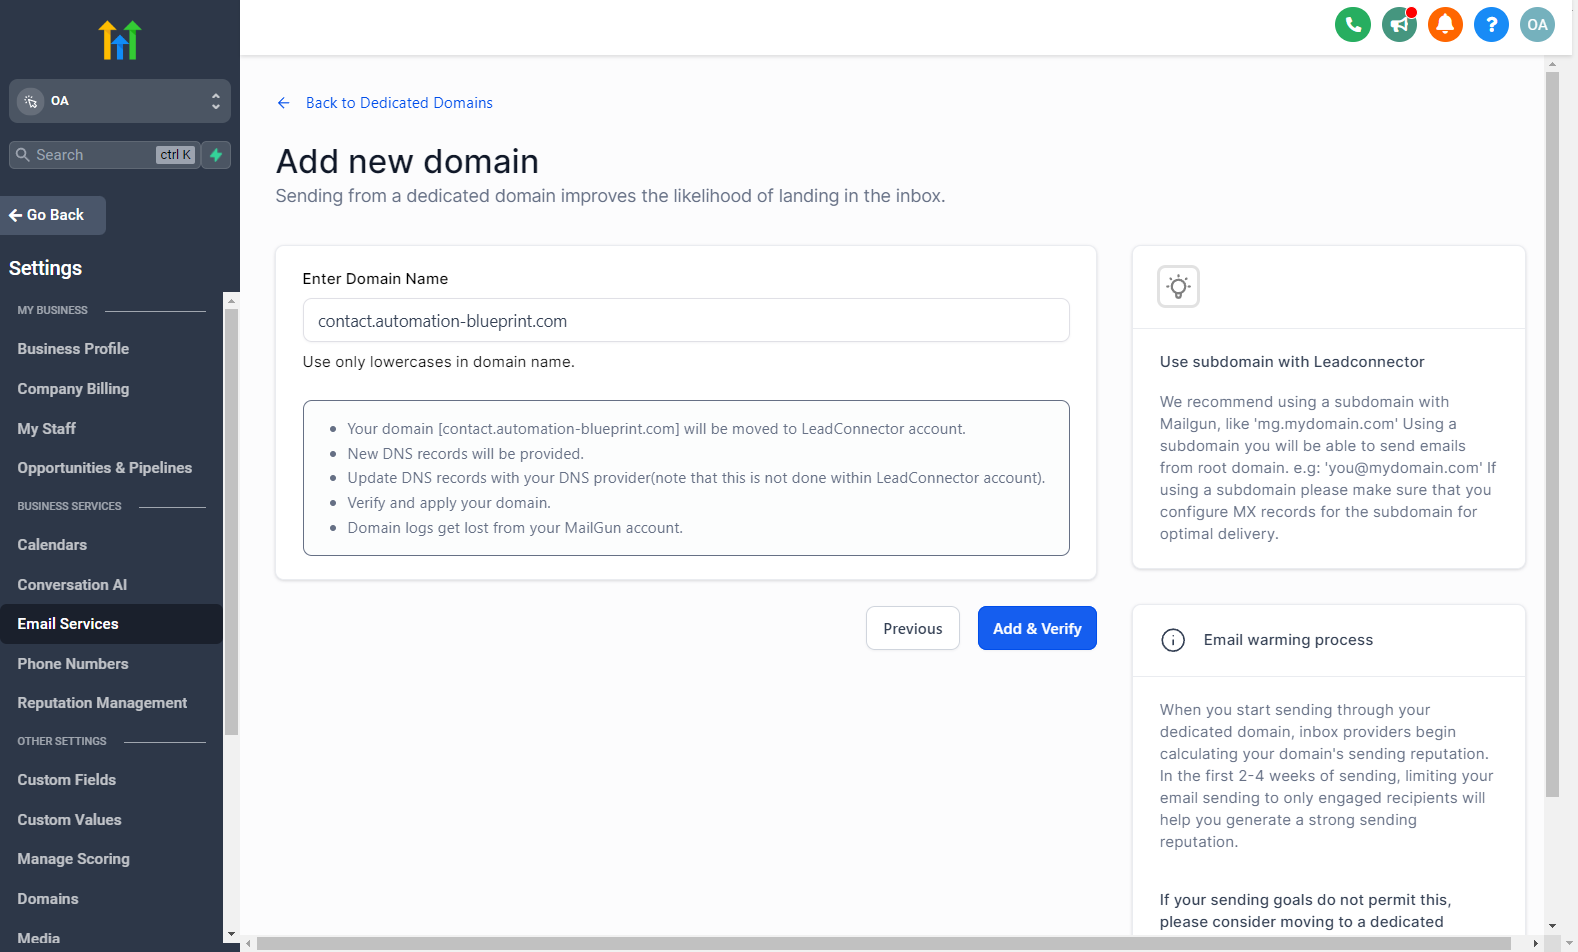 OA
OA
Search
ctrl K
Go Back
Settings
MY BUSINESS
Business Profile
Company Billing
My Staff
Opportunities & Pipelines
BUSINESS SERVICES
Calendars
Conversation AI
Email Services
Phone Numbers
Reputation Management
OTHER SETTINGS
Custom Fields
Custom Values
Manage Scoring
Domains
Media
Back to Dedicated Domains
Add new domain
Sending from a dedicated domain improves the likelihood of landing in the inbox.
Enter Domain Name
contact.automation-blueprint.com
Use only lowercases in domain name.
Your domain [contact.automation-blueprint.com] will be moved to LeadConnector account.
New DNS records will be provided.
Update DNS records with your DNS provider(note that this is not done within LeadConnector account).
Verify and apply your domain.
Domain logs get lost from your MailGun account.
Previous
Add & Verify
Use subdomain with Leadconnector
We recommend using a subdomain with
Mailgun, like 'mg.mydomain.com' Using a
subdomain you will be able to send emails
from root domain. e.g: 'you@mydomain.com' If
using a subdomain please make sure that you
configure MX records for the subdomain for
optimal delivery.
Email warming process
When you start sending through your
dedicated domain, inbox providers begin
calculating your domain's sending reputation.
In the first 2-4 weeks of sending, limiting your
email sending to only engaged recipients will
help you generate a strong sending
reputation.
If your sending goals do not permit this,
please consider moving to a dedicated